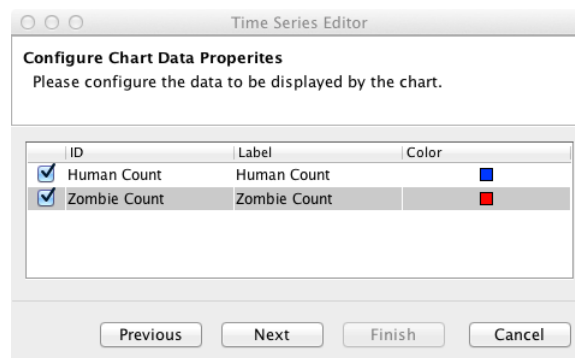 Time Series Editor
Configure Chart Data Properites
Please configure the data to be displayed by the chart.
ID Label Color
Human Count Human Count
Zombie Count Zombie Count
Previous Next Finish Cancel